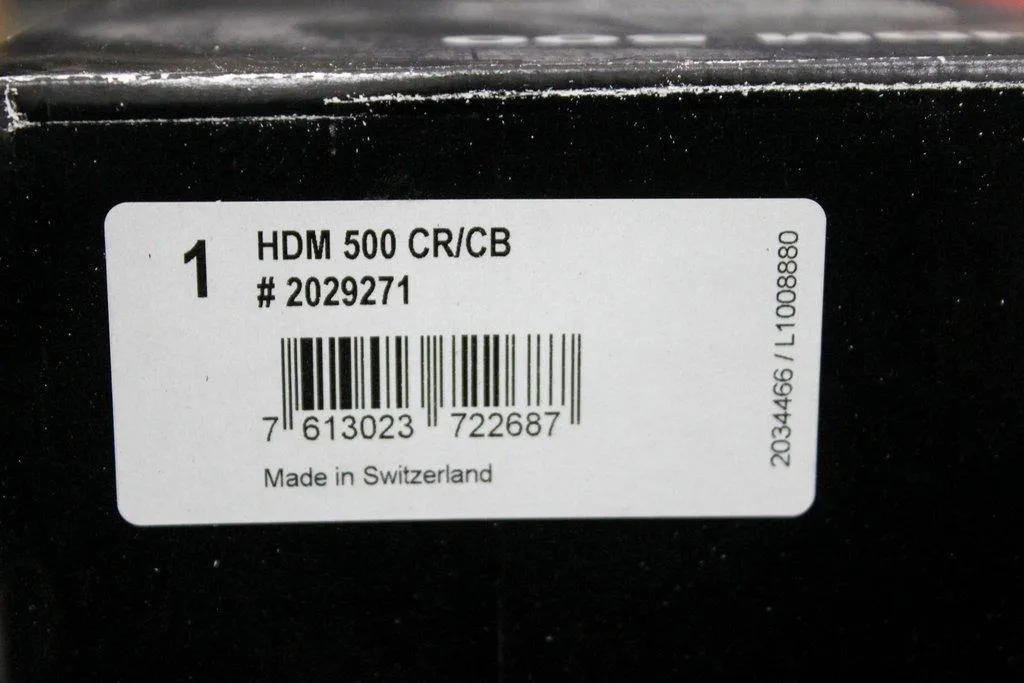 1
HDM 500 CR/CB
# 2029271
7 613023 722687
Made in Switzerland
2034466 / L1008880